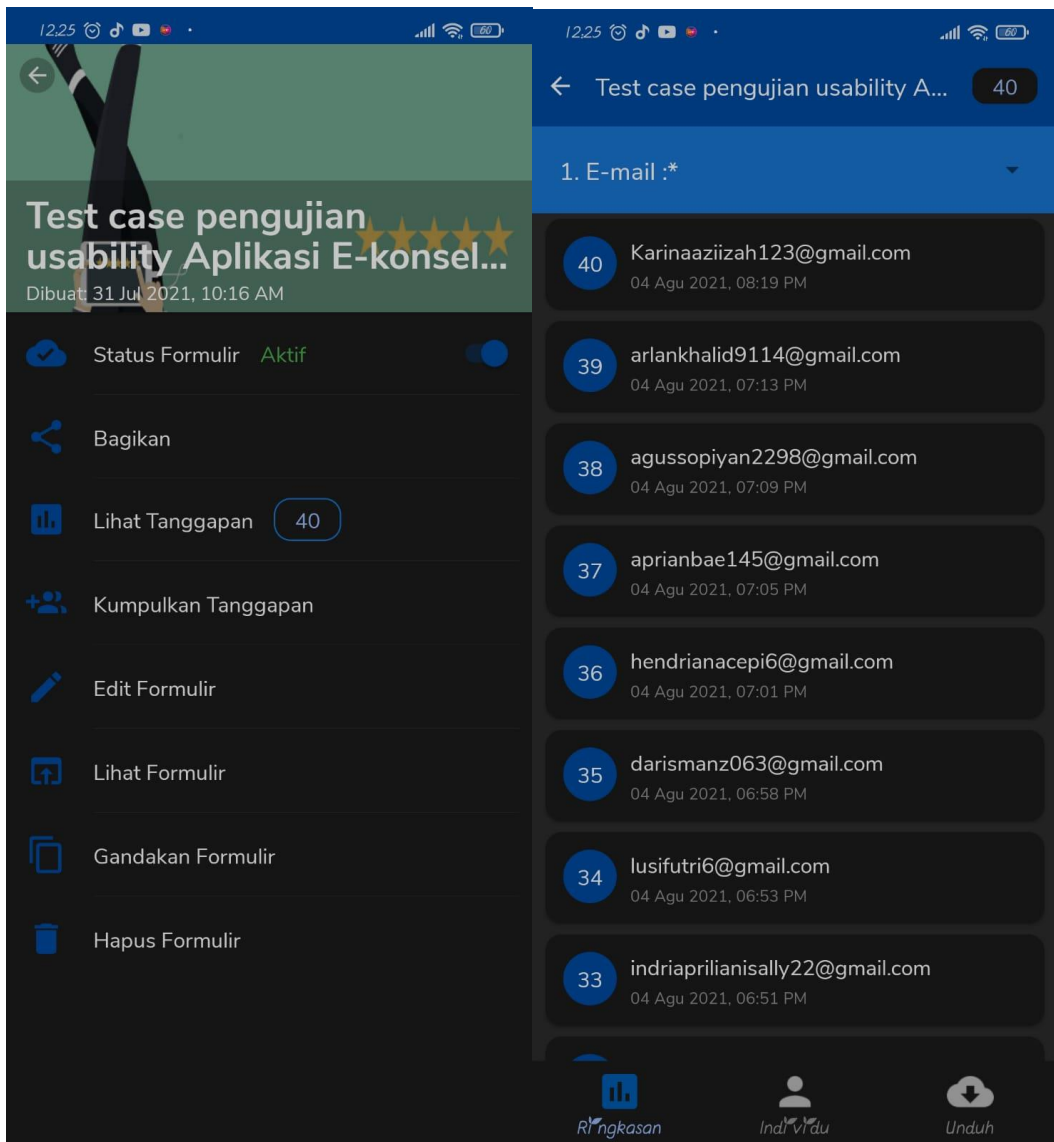 12.25
60
Test case pengujian
usability Aplikasi E-konsel...
Dibuat: 31 Jul 2021, 10:16 AM
Status Formulir Aktif
Bagikan
Lihat Tanggapan 40
Kumpulkan Tanggapan
Edit Formulir
Lihat Formulir
Gandakan Formulir
Hapus Formulir
12.25
60
Test case pengujian usability A... 40
1. E-mail :*
40 Karinaaziizah123@gmail.com
04 Agu 2021, 08:19 PM
39 arlankhalid9114@gmail.com
04 Agu 2021, 07:13 PM
38 agussopiyan2298@gmail.com
04 Agu 2021, 07:09 PM
37 aprianbae145@gmail.com
04 Agu 2021, 07:05 PM
36 hendrianacepi6@gmail.com
04 Agu 2021, 07:01 PM
35 darismanz063@gmail.com
04 Agu 2021, 06:58 PM
34 lusifutri6@gmail.com
04 Agu 2021, 06:53 PM
33 indriaprilianisally22@gmail.com
04 Agu 2021, 06:51 PM
Ringkasan Individu Unduh